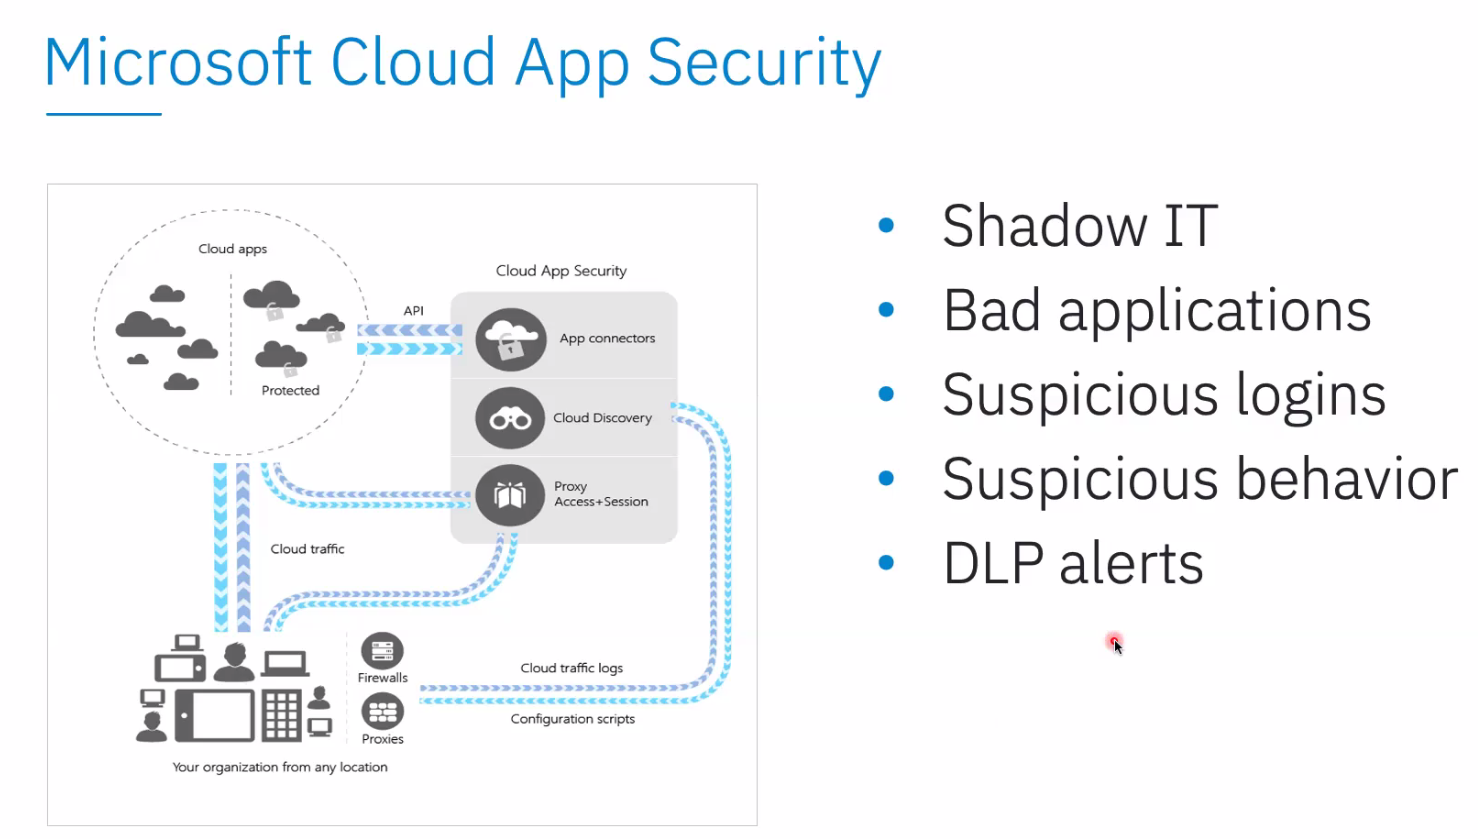 Microsoft Cloud App Security
Cloud apps
Protected
API
Cloud App Security
App connectors
Cloud Discovery
Proxy
Access+Session
Cloud traffic
Firewalls
Proxies
Cloud traffic logs
Configuration scripts
Your organization from any location
Shadow IT
Bad applications
Suspicious logins
Suspicious behavior
DLP alerts